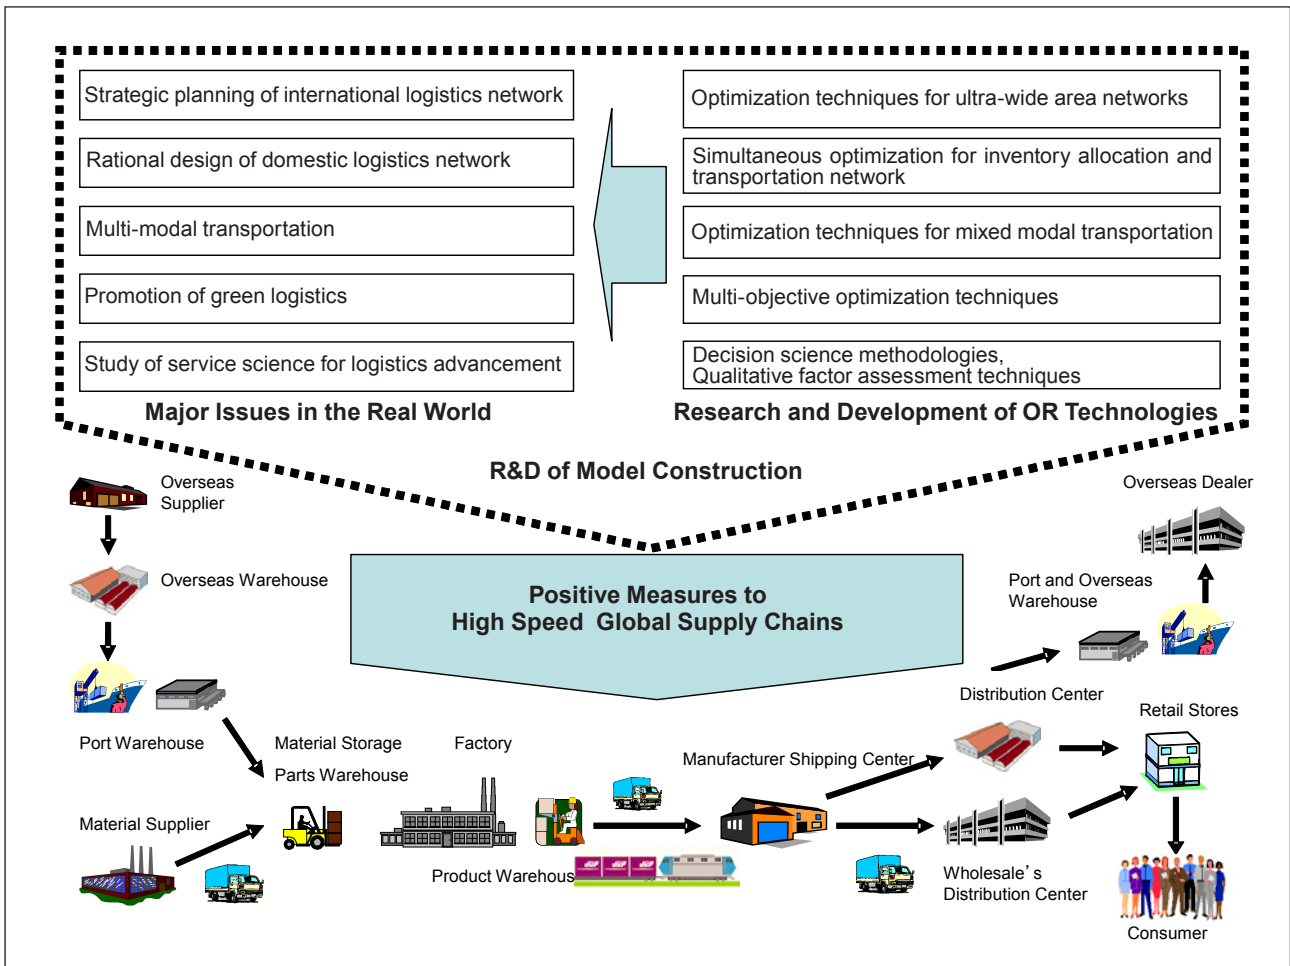 Strategic planning of international logistics network
Rational design of domestic logistics network
Multi-modal transportation
Promotion of green logistics
Study of service science for logistics advancement
Major Issues in the Real World
Optimization techniques for ultra-wide area networks
Simultaneous optimization for inventory allocation and
transportation network
Optimization techniques for mixed modal transportation
Multi-objective optimization techniques
Decision science methodologies,
Qualitative factor assessment techniques
Research and Development of OR Technologies
R&D of Model Construction
Positive Measures to
High Speed Global Supply Chains
Overseas
Supplier
Overseas Warehouse
Port Warehouse
Material Storage
Parts Warehouse
Factory
Material Supplier
Product Warehous
Manufacturer Shipping Center
Distribution Center
Port and Overseas
Warehouse
Overseas Dealer
Retail Stores
Wholesale’s
Distribution Center
Consumer